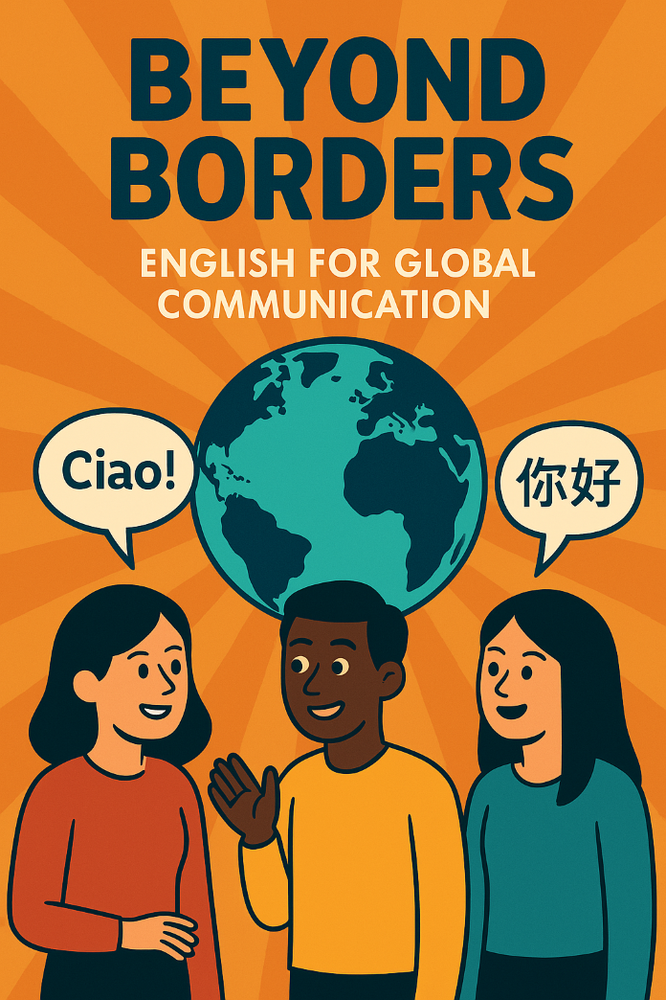 BEYOND
BORDERS
ENGLISH FOR GLOBAL
COMMUNICATION
Ciao!
你好